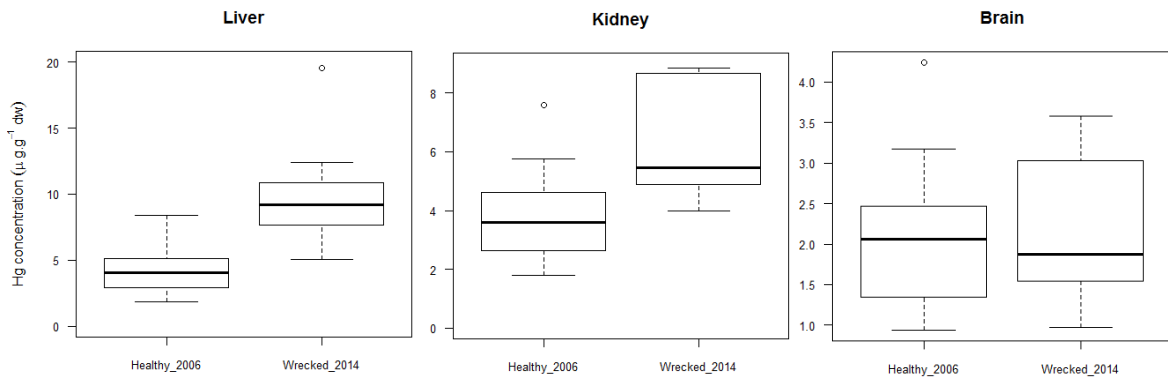 Liver
Kidney
Brain
Hg concentration (μ g.g⁻¹ dw)
20
15
10
5
0
Healthy_2006
Wrecked_2014
8
6
4
2
0
Healthy_2006
Wrecked_2014
4.0
3.5
3.0
2.5
2.0
1.5
1.0
Healthy_2006
Wrecked_2014